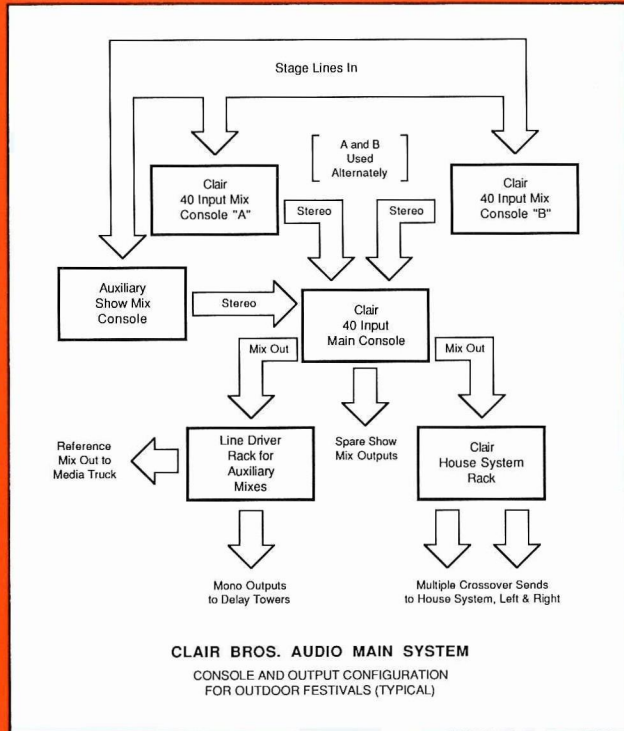 Stage Lines In
A and B
Used
Alternately
Clair
40 Input Mix
Console "A"
Clair
40 Input Mix
Console "B"
Stereo
Stereo
Auxiliary
Show Mix
Console
Stereo
Clair
40 Input
Main Console
Mix Out
Mix Out
Reference
Mix Out to
Media Truck
Line Driver
Rack for
Auxiliary
Mixes
Spare Show
Mix Outputs
Clair
House System
Rack
Mono Outputs
to Delay Towers
Multiple Crossover Sends
to House System, Left & Right
CLAIR BROS. AUDIO MAIN SYSTEM
CONSOLE AND OUTPUT CONFIGURATION
FOR OUTDOOR FESTIVALS (TYPICAL)